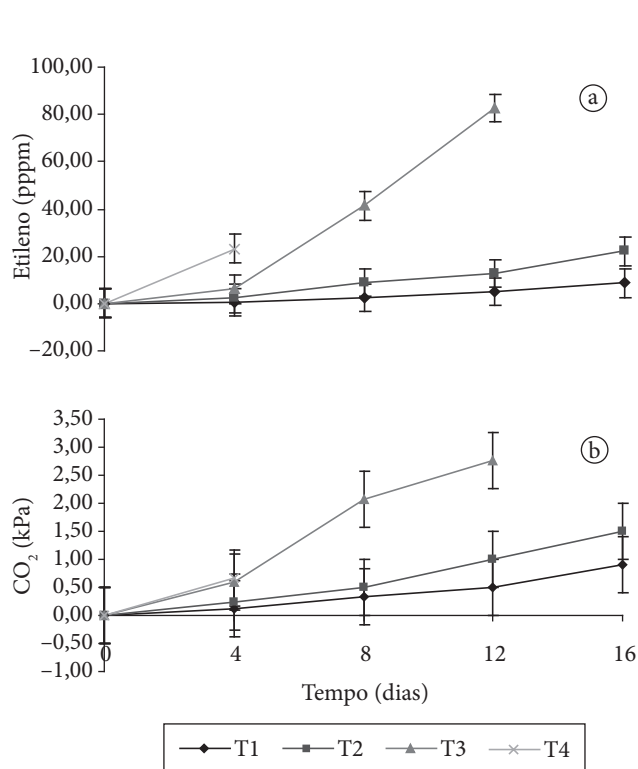 100,00
80,00
60,00
40,00
20,00
0,00
–20,00
Etileno (pppm)
a
3,50
3,00
2,50
2,00
1,50
1,00
0,50
0,00
–0,50
–1,00
CO₂ (kPa)
b
0 4 8 12 16
Tempo (dias)
T1 T2 T3 T4